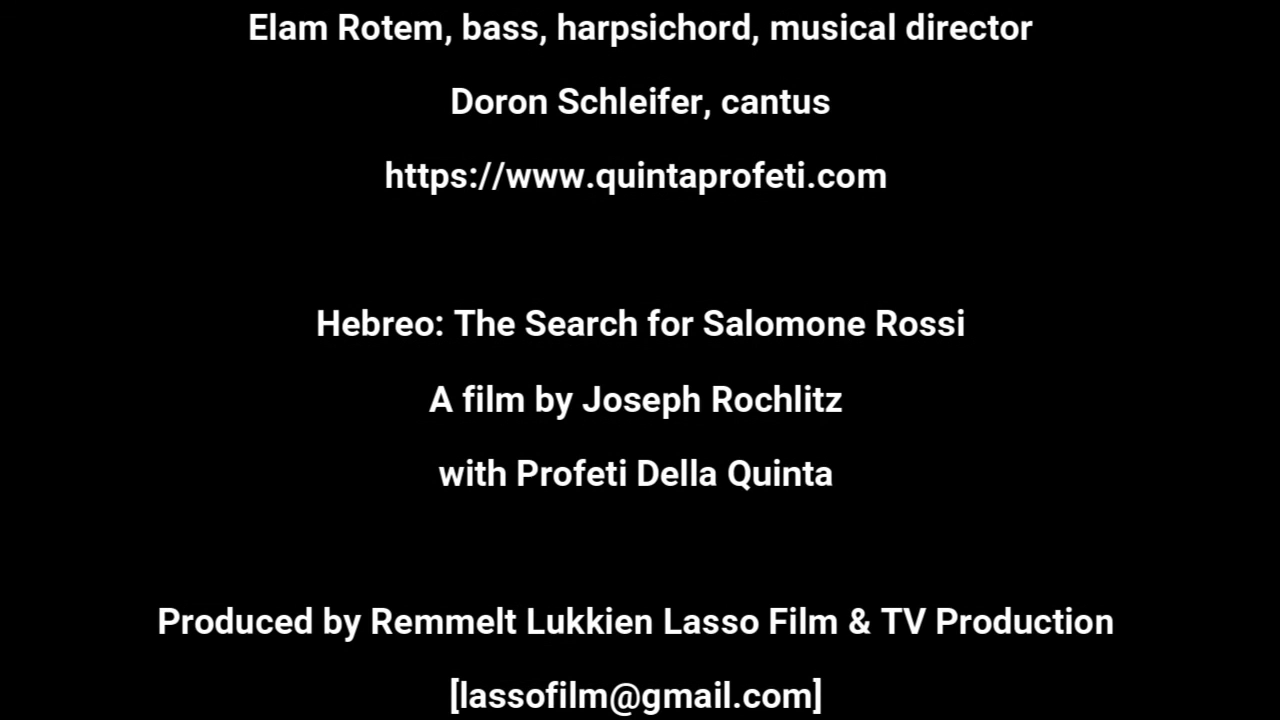 Elam Rotem, bass, harpsichord, musical director
Doron Schleifer, cantus
https://www.quintaprofeti.com
Hebreo: The Search for Salomone Rossi
A film by Joseph Rochlitz
with Profeti Della Quinta
Produced by Remmelt Lukkien Lasso Film & TV Production
[lassofilm@gmail.com]